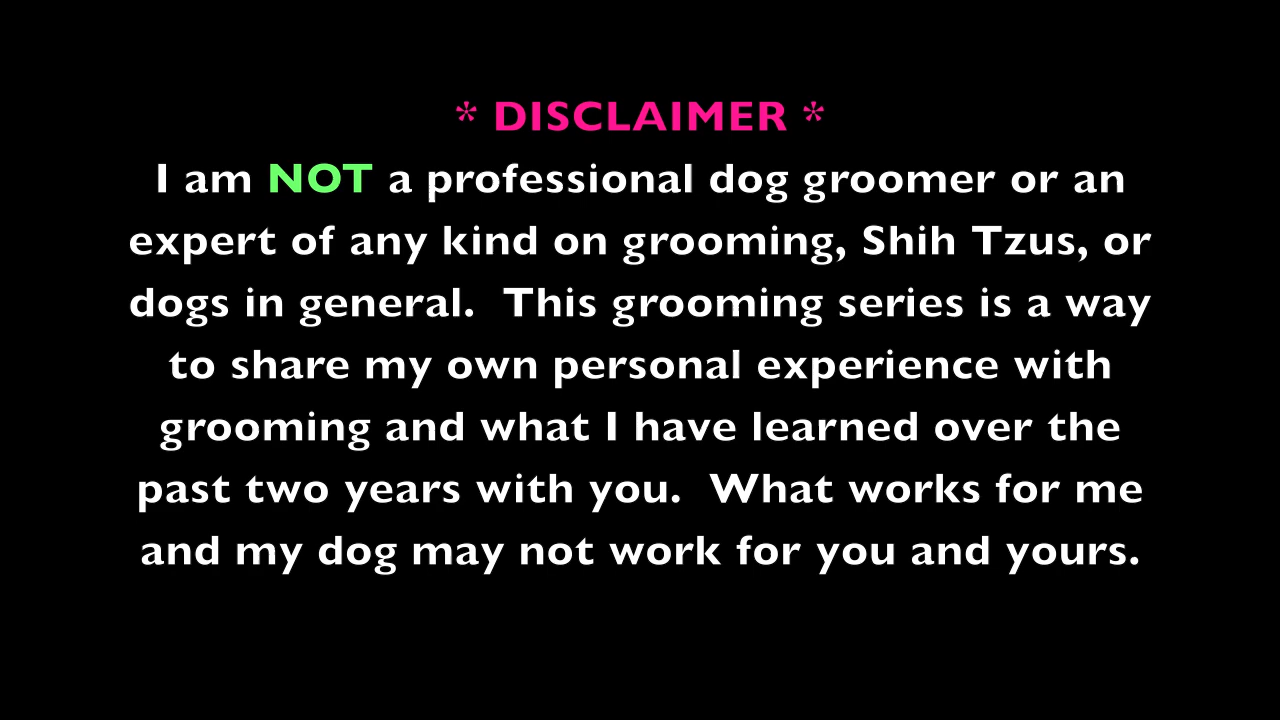 * DISCLAIMER *
I am NOT a professional dog groomer or an
expert of any kind on grooming, Shih Tzus, or
dogs in general.  This grooming series is a way
to share my own personal experience with
grooming and what I have learned over the
past two years with you.  What works for me
and my dog may not work for you and yours.